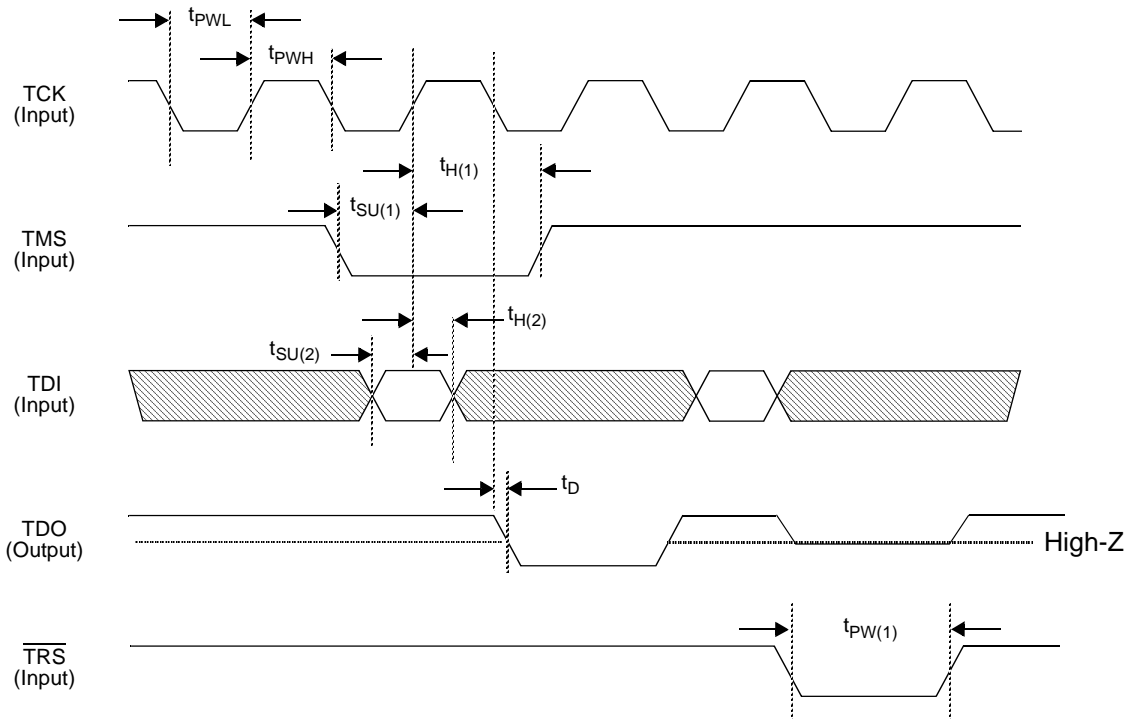 tPWL
tPWH
TCK
(Input)
tH(1)
tSU(1)
TMS
(Input)
tH(2)
tSU(2)
TDI
(Input)
tD
TDO
(Output)
High-Z
tPW(1)
T̅R̅S̅
(Input)